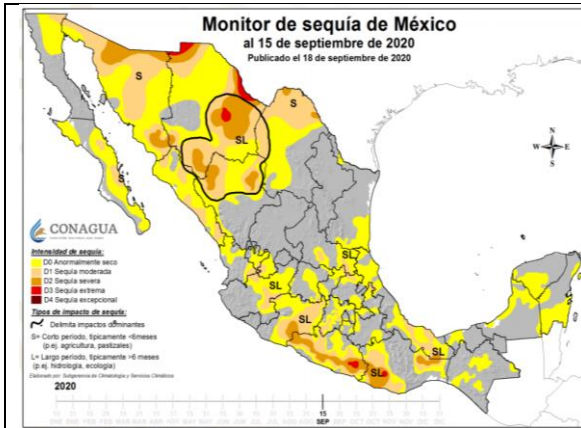 Monitor de sequía de México
al 15 de septiembre de 2020
Publicado el 18 de septiembre de 2020
N
W E
S
S
S
SL
SL
S
CONAGUA
Intensidad de sequía:
D0 Anormalmente seco
D1 Sequía moderada
D2 Sequía severa
D3 Sequía extrema
D4 Sequía excepcional
Tipos de impacto de sequía:
Delimita impactos dominantes
S= Corto periodo, típicamente <6meses
(p.ej. agricultura, pastizales)
L= Largo periodo, típicamente >6 meses
(p.ej. hidrología, ecología)
Elaborado por: Subgerencia de Climatología y Servicios Climáticos
SL
SL
SL
SL
SL
2020
15
SEP